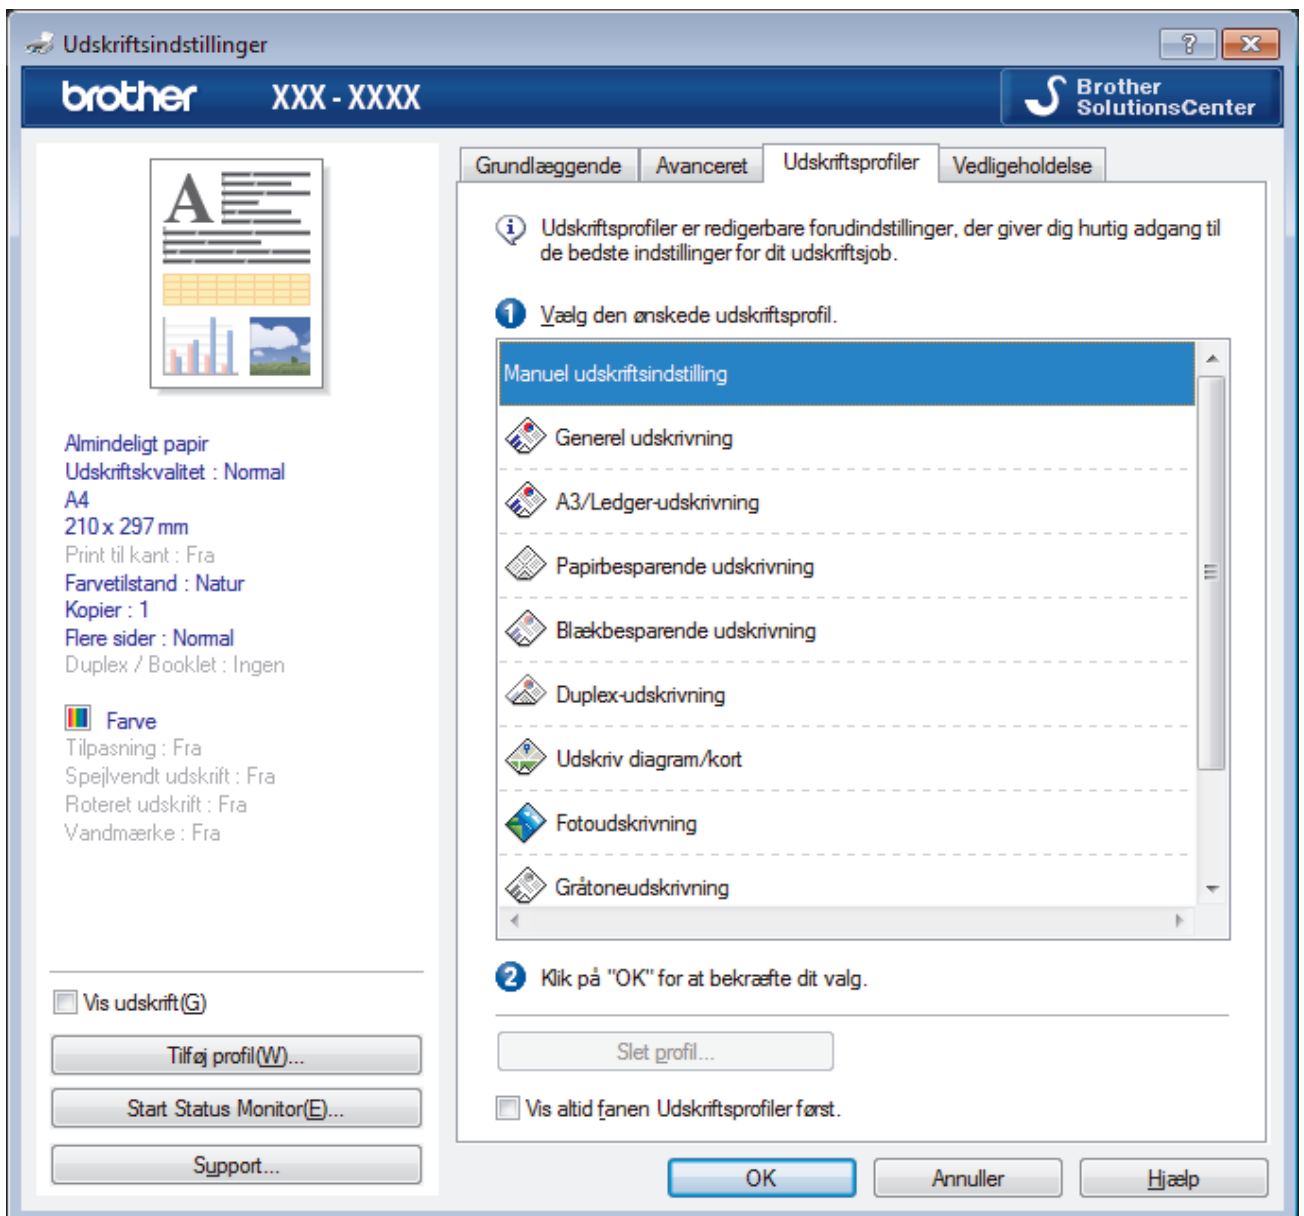 Udskriftsindstillinger
?
brother XXX - XXXX
Brother
SolutionsCenter
A
Almindeligt papir
Udskriftskvalitet : Normal
A4
210 x 297 mm
Print til kant : Fra
Farvetilstand : Natur
Kopier : 1
Flere sider : Normal
Duplex / Booklet : Ingen
Farve
Tilpasning : Fra
Spejlvendt udskrift : Fra
Roteret udskrift : Fra
Vandmærke : Fra
Vis udskrift(G)
Tilføj profil(W)...
Start Status Monitor(E)...
Support...
Grundlæggende Avanceret Udskriftsprofiler Vedligeholdelse
Udskriftsprofiler er redigerbare forudindstillinger, der giver dig hurtig adgang til
de bedste indstillinger for dit udskriftsjob.
1 Vælg den ønskede udskriftsprofil.
Manuel udskriftsindstilling
Generel udskrivning
A3/Ledger-udskrivning
Papirbesparende udskrivning
Blækbesparende udskrivning
Duplex-udskrivning
Udskriv diagram/kort
Fotoudskrivning
Gråtoneudskrivning
2 Klik på "OK" for at bekræfte dit valg.
Slet profil...
Vis altid fanen Udskriftsprofiler først.
OK Annuller Hjælp